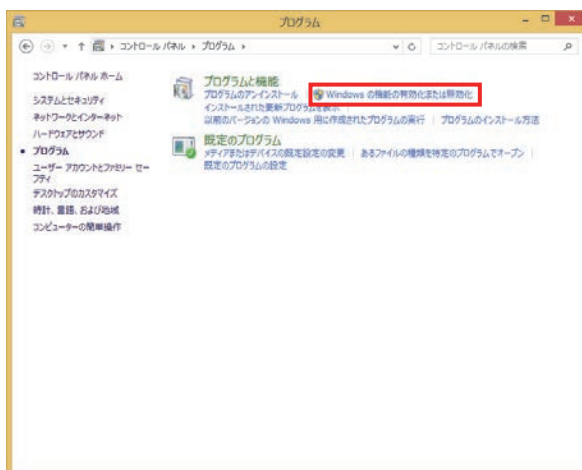 プログラム
コントロール パネル ▸ プログラム ▸
コントロール パネルの検索
コントロール パネル ホーム
システムとセキュリティ
ネットワークとインターネット
ハードウェアとサウンド
プログラム
ユーザー アカウントとファミリー セー
フティ
デスクトップのカスタマイズ
時計、言語、および地域
コンピューターの簡単操作
プログラムと機能
プログラムのアンインストール
Windows の機能の有効化または無効化
インストールされた更新プログラムを表示
以前のバージョンの Windows 用に作成されたプログラムの実行
プログラムのインストール方法
既定のプログラム
メディアまたはデバイスの既定設定の変更
あるファイルの種類を特定のプログラムでオープン
既定のプログラムの設定